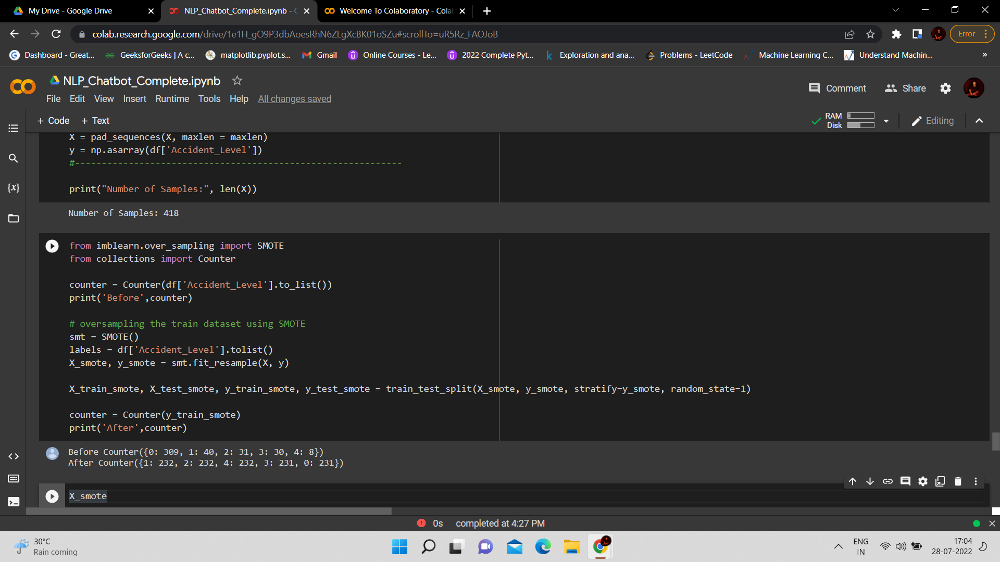 My Drive - Google Drive
NLP_Chatbot_Complete.ipynb - C
Welcome To Colaboratory - Colab
colab.research.google.com/drive/1e1H_gO9P3dbAoesRhN6ZLgXcBK01oSZu#scrollTo=uR5Rz_FAOJoB
Error
Dashboard - Great...
GeeksforGeeks | A c...
matplotlib.pyplot.s...
Gmail
Online Courses - Le...
2022 Complete Pyt...
Exploration and ana...
Problems - LeetCode
Machine Learning C...
Understand Machin...
»
NLP_Chatbot_Complete.ipynb
Comment
Share
File Edit View Insert Runtime Tools Help All changes saved
+ Code + Text
RAM
Disk
Editing
X = pad_sequences(X, maxlen = maxlen)
y = np.asarray(df['Accident_Level'])
#-------------------------------------------------------------
print("Number of Samples:", len(X))
Number of Samples: 418
from imblearn.over_sampling import SMOTE
from collections import Counter
counter = Counter(df['Accident_Level'].to_list())
print('Before',counter)
# oversampling the train dataset using SMOTE
smt = SMOTE()
labels = df['Accident_Level'].tolist()
X_smote, y_smote = smt.fit_resample(X, y)
X_train_smote, X_test_smote, y_train_smote, y_test_smote = train_test_split(X_smote, y_smote, stratify=y_smote, random_state=1)
counter = Counter(y_train_smote)
print('After',counter)
Before Counter({0: 309, 1: 40, 2: 31, 3: 30, 4: 8})
After Counter({1: 232, 2: 232, 4: 232, 3: 231, 0: 231})
X_smote
0s completed at 4:27 PM
30°C
Rain coming
ENG
IN
17:04
28-07-2022